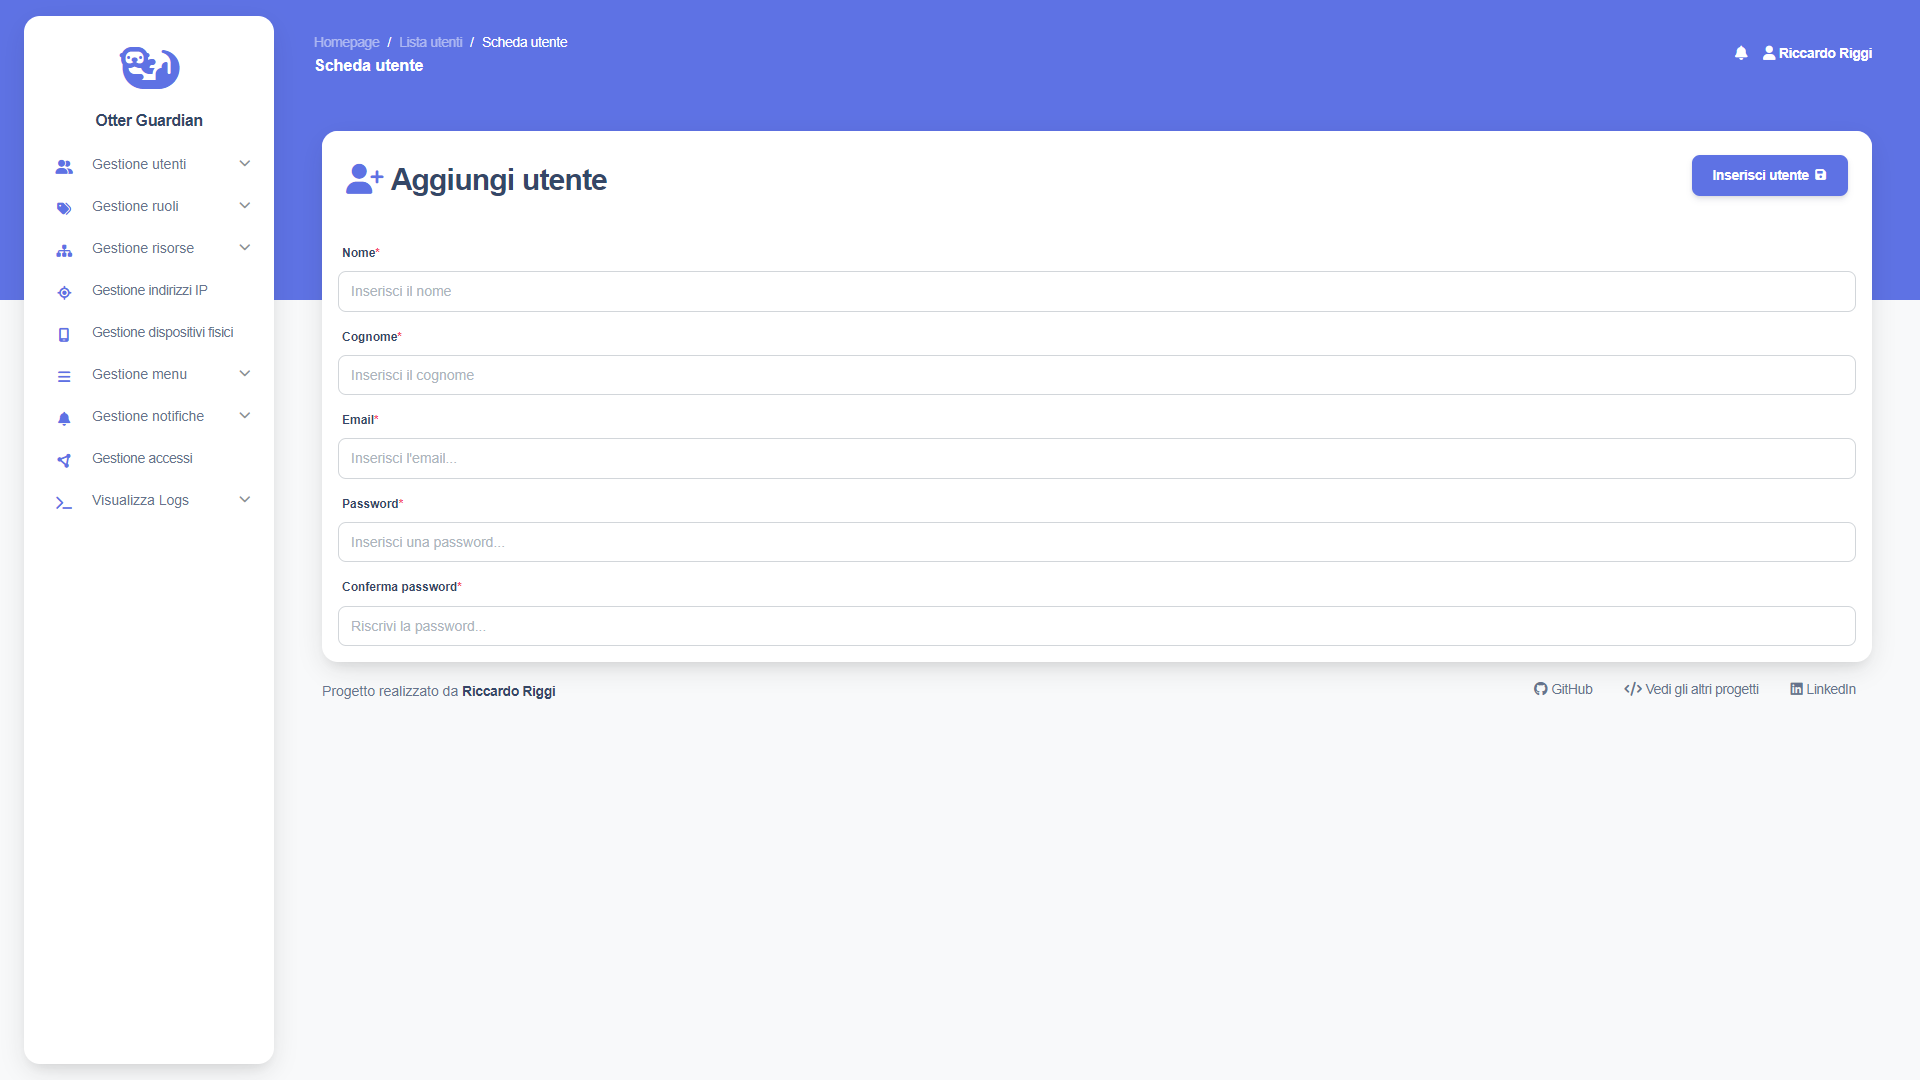 Otter Guardian
Gestione utenti
Gestione ruoli
Gestione risorse
Gestione indirizzi IP
Gestione dispositivi fisici
Gestione menu
Gestione notifiche
Gestione accessi
Visualizza Logs
Homepage / Lista utenti / Scheda utente
Scheda utente
Riccardo Riggi
Aggiungi utente
Inserisci utente
Nome*
Inserisci il nome
Cognome*
Inserisci il cognome
Email*
Inserisci l'email...
Password*
Inserisci una password...
Conferma password*
Riscrivi la password...
Progetto realizzato da Riccardo Riggi
GitHub
Vedi gli altri progetti
LinkedIn